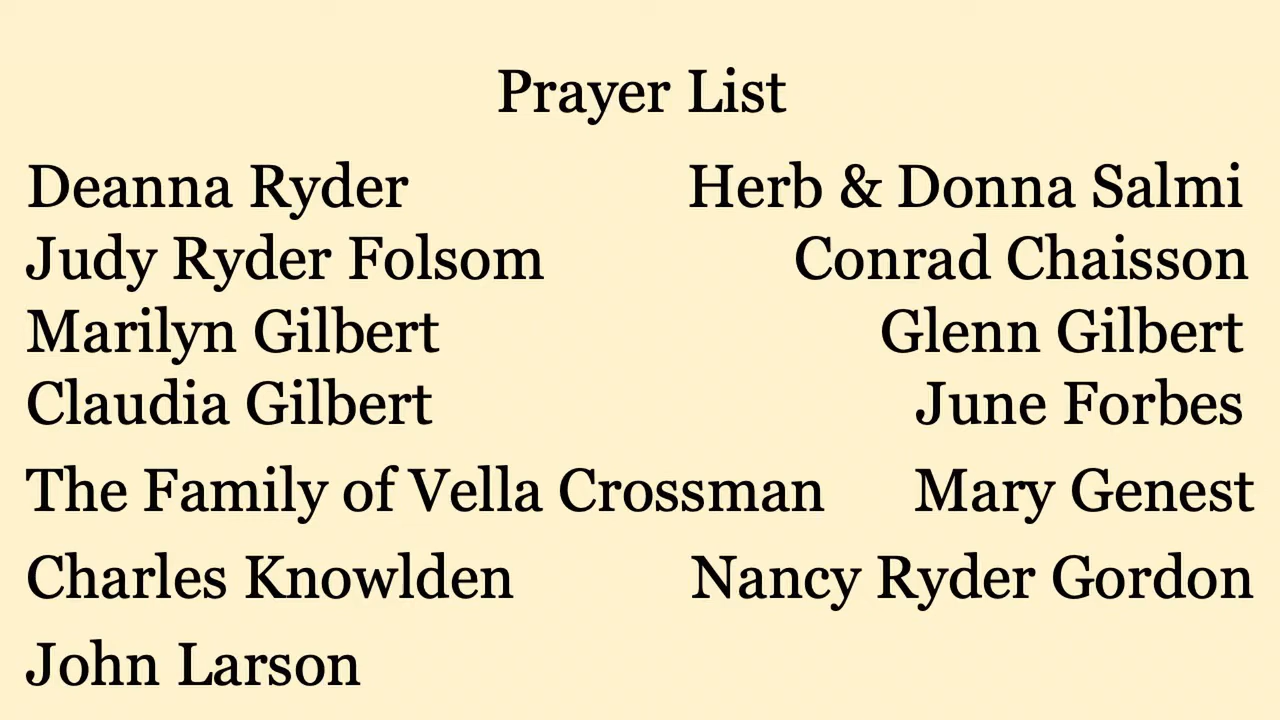 Prayer List
Deanna Ryder Herb & Donna Salmi
Judy Ryder Folsom Conrad Chaisson
Marilyn Gilbert Glenn Gilbert
Claudia Gilbert June Forbes
The Family of Vella Crossman Mary Genest
Charles Knowlden Nancy Ryder Gordon
John Larson